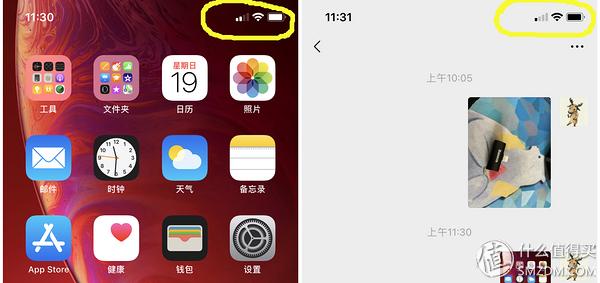 11:30
工具
文件夹
星期日
19
日历
照片
邮件
时钟
天气
备忘录
App Store
健康
钱包
设置
11:31
上午10:05
上午11:30
值
什么值得买
SMZDM.COM